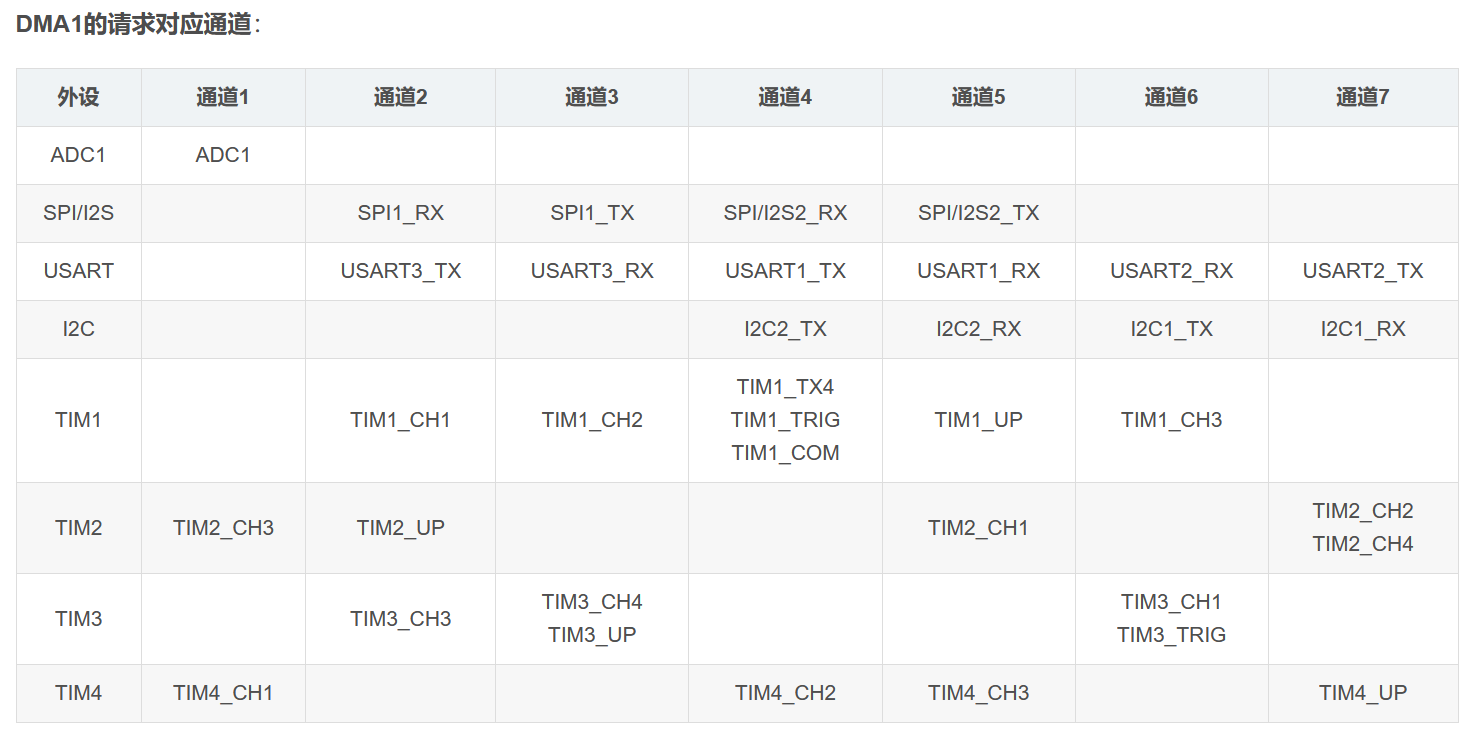 DMA1的请求对应通道：
外设 通道1 通道2 通道3 通道4 通道5 通道6 通道7
ADC1 ADC1
SPI/I2S SPI1_RX SPI1_TX SPI/I2S2_RX SPI/I2S2_TX
USART USART3_TX USART3_RX USART1_TX USART1_RX USART2_RX USART2_TX
I2C I2C2_TX I2C2_RX I2C1_TX I2C1_RX
TIM1 TIM1_CH1 TIM1_CH2 TIM1_TX4
TIM1_TRIG
TIM1_COM TIM1_UP TIM1_CH3
TIM2 TIM2_CH3 TIM2_UP TIM2_CH1 TIM2_CH2
TIM2_CH4
TIM3 TIM3_CH3 TIM3_CH4
TIM3_UP TIM3_CH1
TIM3_TRIG
TIM4 TIM4_CH1 TIM4_CH2 TIM4_CH3 TIM4_UP